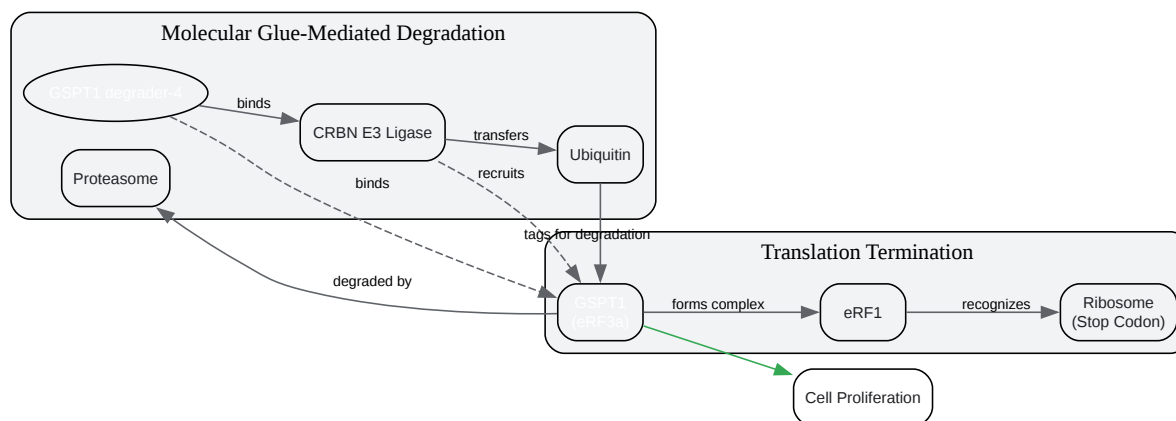 Molecular Glue-Mediated Degradation
GSPT1 degrader-4
binds
CRBN E3 Ligase
transfers
Ubiquitin
Proteasome
binds
recruits
tags for degradation
Translation Termination
degraded by
GSPT1
(eRF3a)
forms complex
eRF1
recognizes
Ribosome
(Stop Codon)
Cell Proliferation